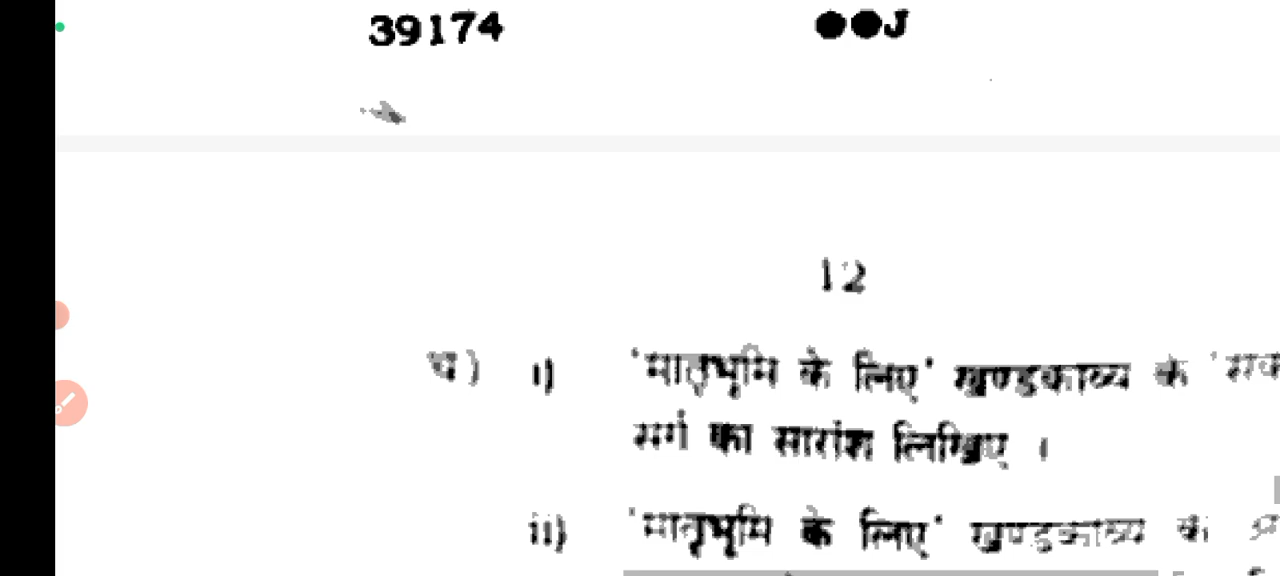 39174 ●●J
12
च) i) 'मातृभूमि के लिए' खण्डकाव्य के
सर्ग का सारांश लिखिए ।
ii) 'मातृभूमि के लिए' खण्डकाव्य के